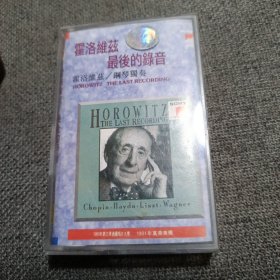 霍洛維茲
最後的錄音
霍洛維茲／鋼琴獨奏
HOROWITZ THE LAST RECORDING
HOROWITZ
THE LAST RECORDING
SONY
Chopin·Haydn·Liszt·Wagner